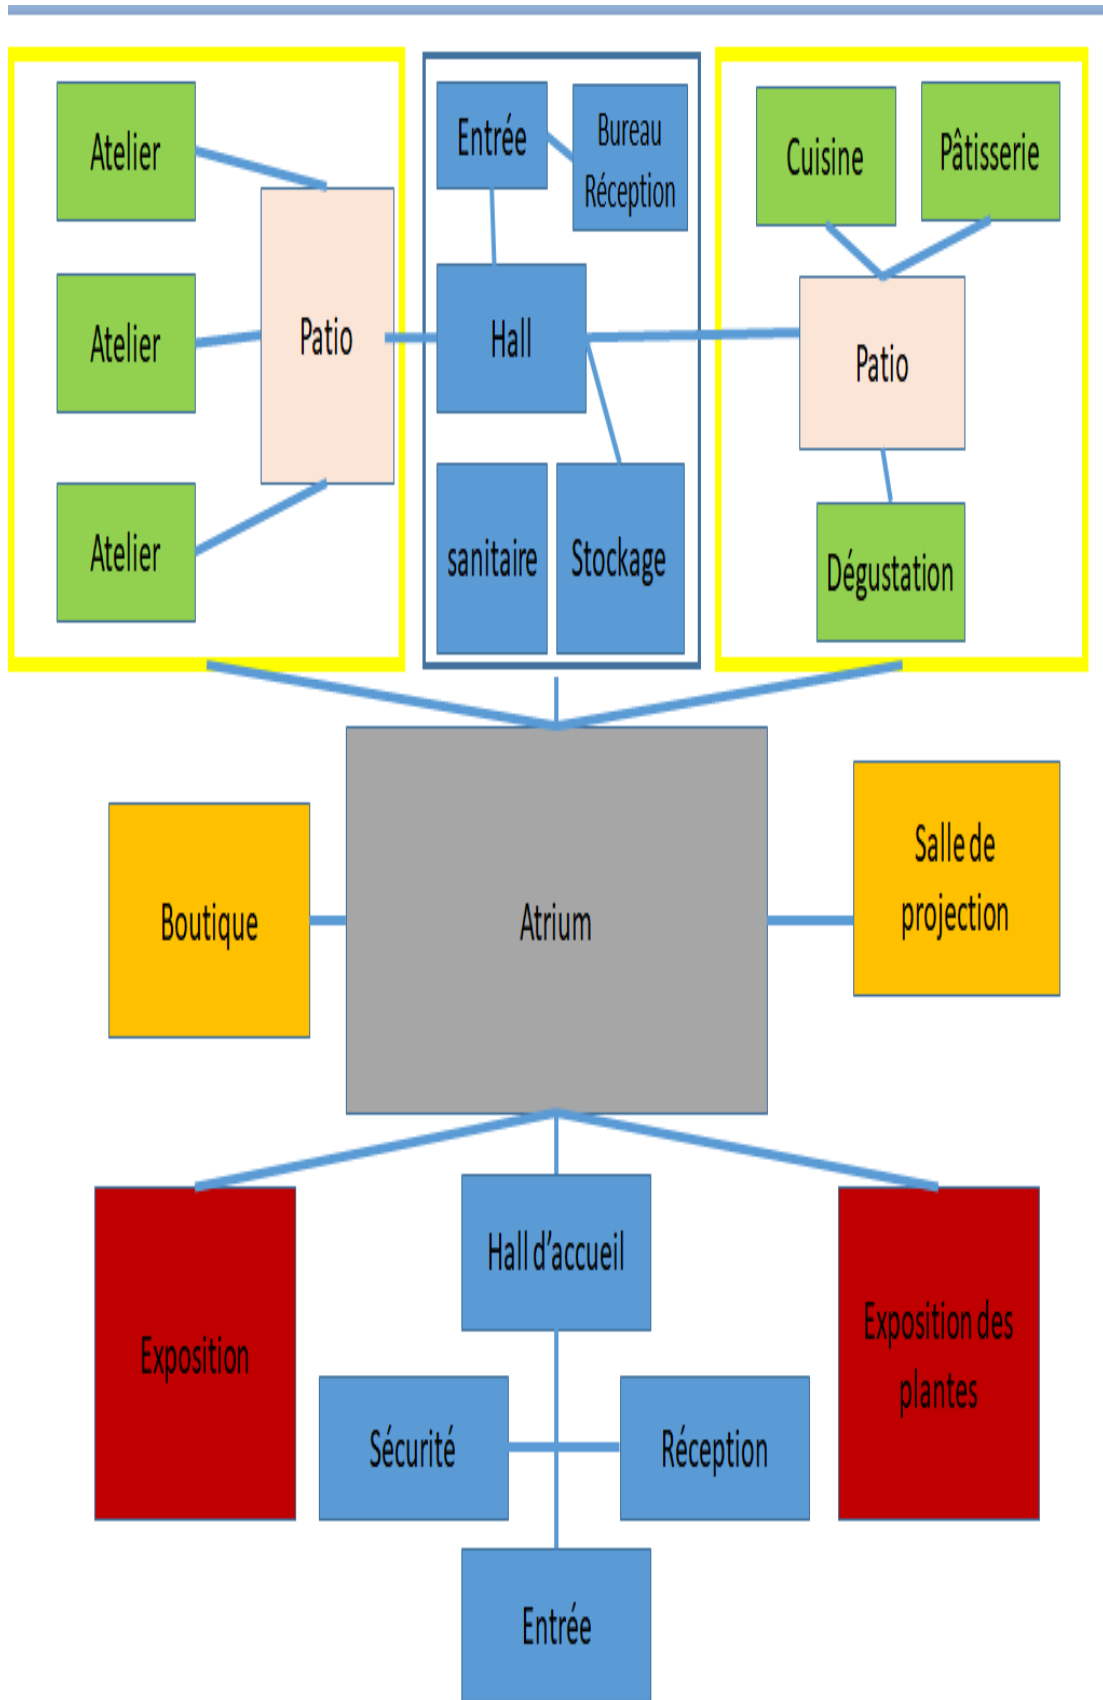 Atelier
Atelier
Atelier
Patio
Entrée
Bureau
Réception
Hall
sanitaire
Stockage
Cuisine
Pâtisserie
Patio
Dégustation
Boutique
Atrium
Salle de
projection
Exposition
Hall d’accueil
Exposition des
plantes
Sécurité
Réception
Entrée